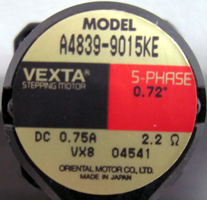 MODEL
A4839-9015KE
VEXTA® 5-PHASE
STEPPING MOTOR 0.72°
DC 0.75A 2.2 Ω
VX8 04541
ORIENTAL MOTOR CO., LTD.
MADE IN JAPAN